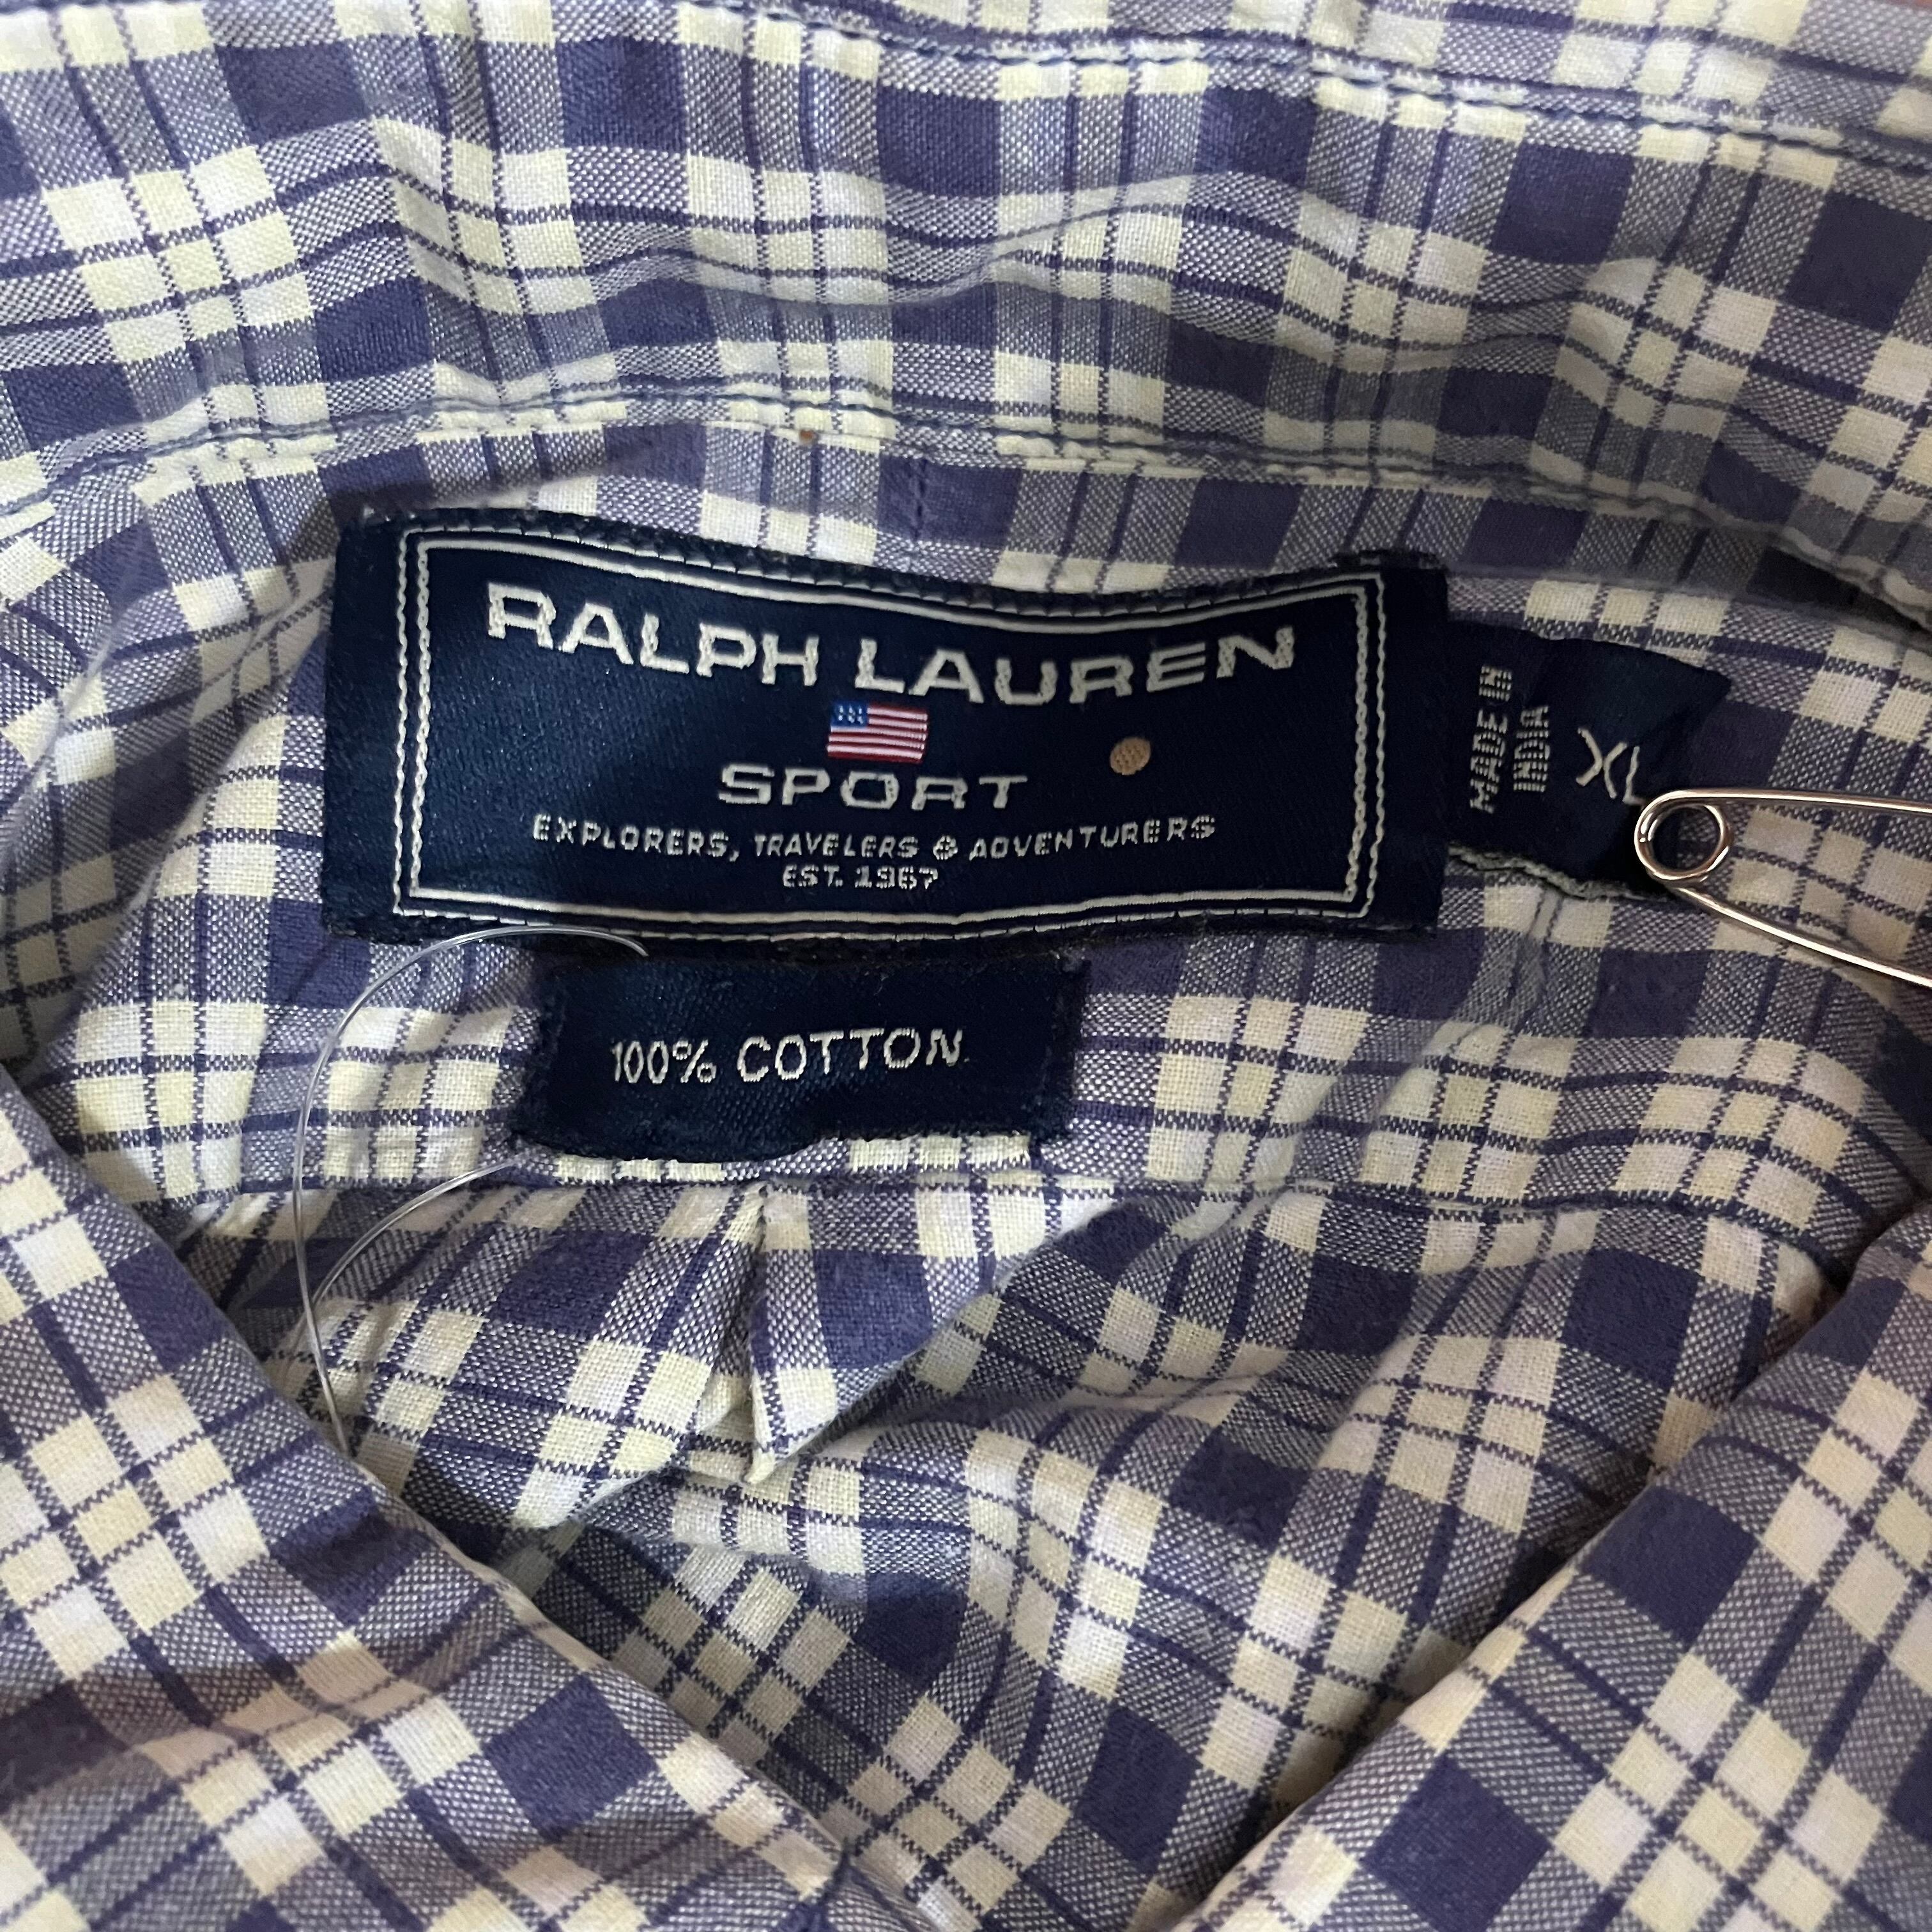 RALPH LAUREN
SPORT
EXPLORERS, TRAVELERS & ADVENTURERS
EST. 1967
MADE IN
INDIA
XL
100% COTTON